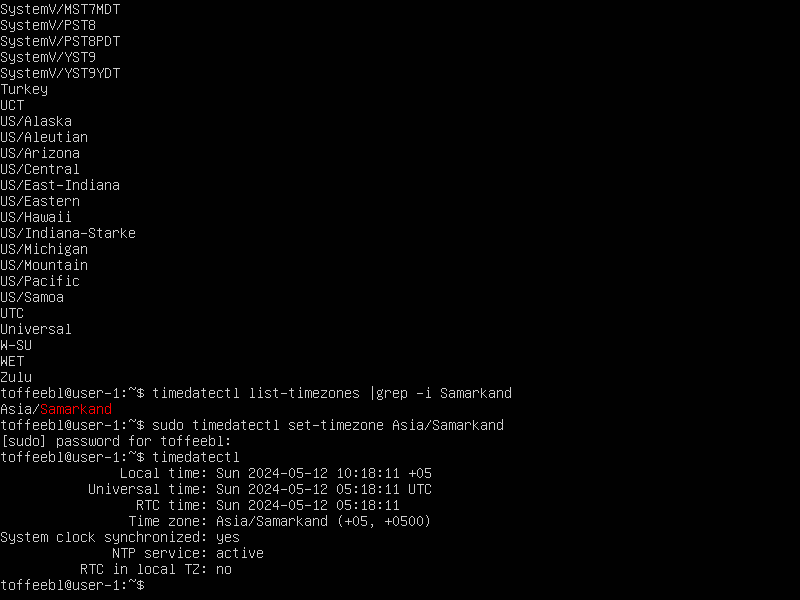 SystemV/MST7MDT
SystemV/PST8
SystemV/PST8PDT
SystemV/YST9
SystemV/YST9YDT
Turkey
UCT
US/Alaska
US/Aleutian
US/Arizona
US/Central
US/East-Indiana
US/Eastern
US/Hawaii
US/Indiana-Starke
US/Michigan
US/Mountain
US/Pacific
US/Samoa
UTC
Universal
W-SU
WET
Zulu
toffeebl@user-1:~$ timedatectl list-timezones |grep -i Samarkand
Asia/Samarkand
toffeebl@user-1:~$ sudo timedatectl set-timezone Asia/Samarkand
[sudo] password for toffeebl:
toffeebl@user-1:~$ timedatectl
Local time: Sun 2024-05-12 10:18:11 +05
Universal time: Sun 2024-05-12 05:18:11 UTC
RTC time: Sun 2024-05-12 05:18:11
Time zone: Asia/Samarkand (+05, +0500)
System clock synchronized: yes
NTP service: active
RTC in local TZ: no
toffeebl@user-1:~$